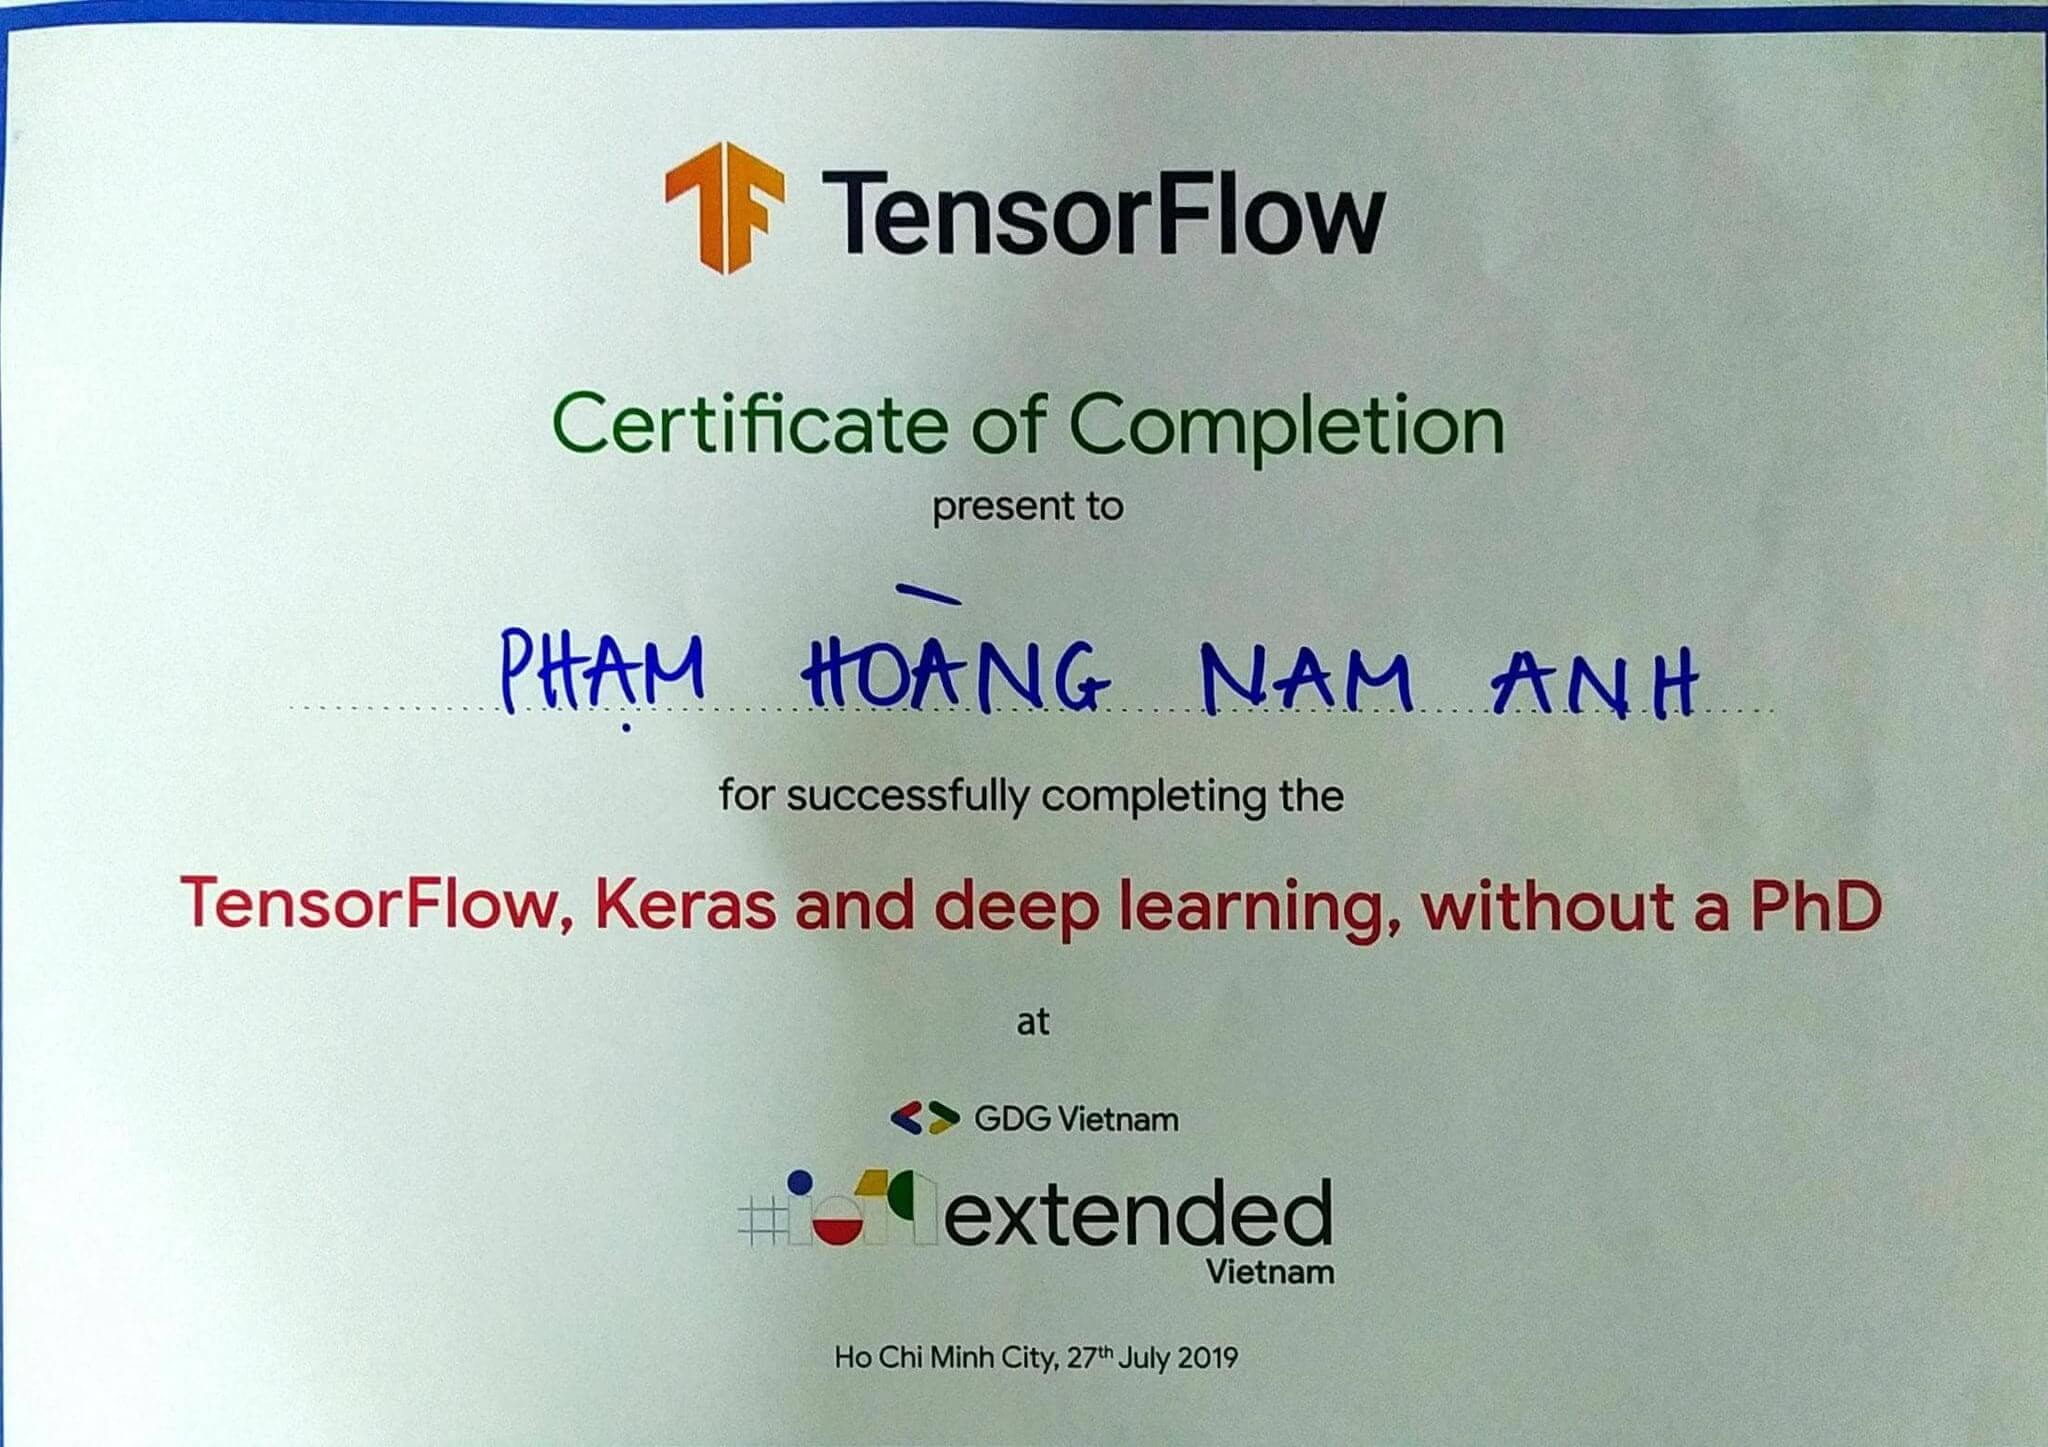 TensorFlow
Certificate of Completion
present to
PHẠM HOÀNG NAM ANH
for successfully completing the
TensorFlow, Keras and deep learning, without a PhD
at
GDG Vietnam
#io19 extended
Vietnam
Ho Chi Minh City, 27th July 2019